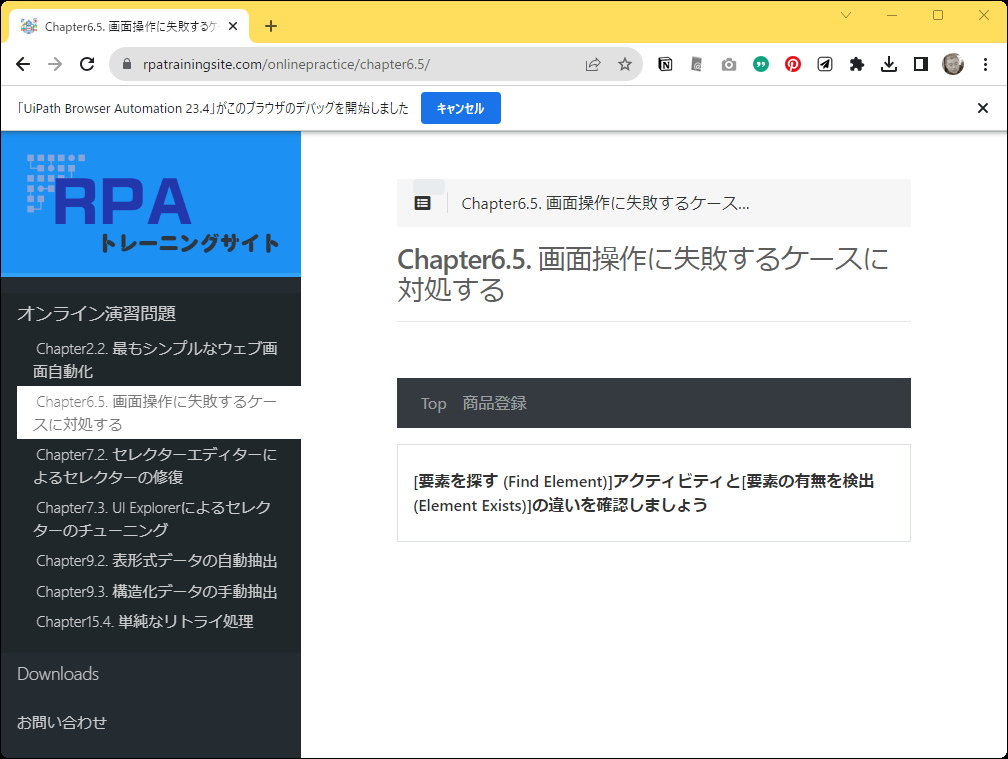 Chapter6.5. 画面操作に失敗するケ
rpatrainingsite.com/onlinepractice/chapter6.5/
「UiPath Browser Automation 23.4」がこのブラウザのデバッグを開始しました
キャンセル
RPA
トレーニングサイト
オンライン演習問題
Chapter2.2. 最もシンプルなウェブ画
面自動化
Chapter6.5. 画面操作に失敗するケー
スに対処する
Chapter7.2. セレクターエディターに
よるセレクターの修復
Chapter7.3. UI Explorerによるセレク
ターのチューニング
Chapter9.2. 表形式データの自動抽出
Chapter9.3. 構造化データの手動抽出
Chapter15.4. 単純なリトライ処理
Downloads
お問い合わせ
Chapter6.5. 画面操作に失敗するケース...
Chapter6.5. 画面操作に失敗するケースに
対処する
Top 商品登録
[要素を探す (Find Element)]アクティビティと[要素の有無を検出
(Element Exists)]の違いを確認しましょう